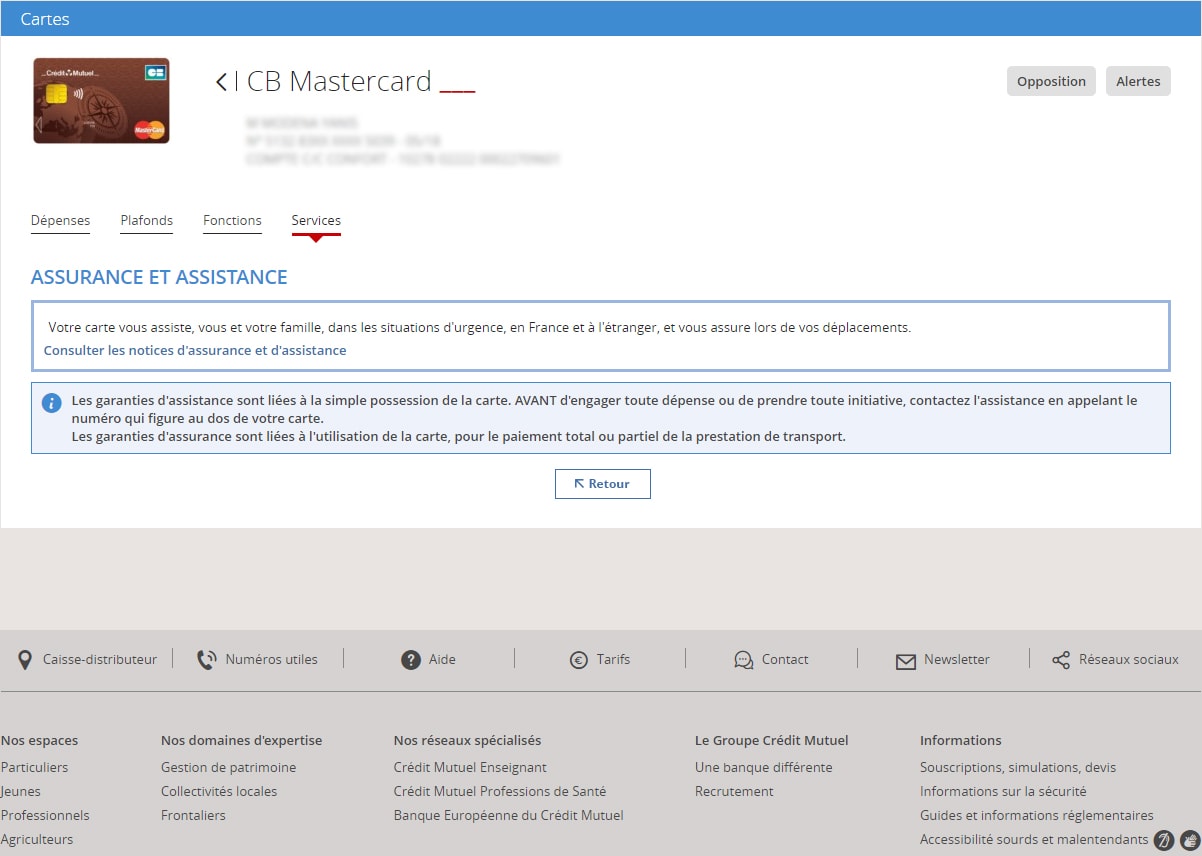 Cartes
Crédit Mutuel
CB
MasterCard
CB Mastercard ___
Opposition
Alertes
Dépenses
Plafonds
Fonctions
Services
ASSURANCE ET ASSISTANCE
Votre carte vous assiste, vous et votre famille, dans les situations d'urgence, en France et à l'étranger, et vous assure lors de vos déplacements.
Consulter les notices d'assurance et d'assistance
Les garanties d'assistance sont liées à la simple possession de la carte. AVANT d'engager toute dépense ou de prendre toute initiative, contactez l'assistance en appelant le
numéro qui figure au dos de votre carte.
Les garanties d'assurance sont liées à l'utilisation de la carte, pour le paiement total ou partiel de la prestation de transport.
Retour
Caisse-distributeur
Numéros utiles
Aide
Tarifs
Contact
Newsletter
Réseaux sociaux
Nos espaces
Particuliers
Jeunes
Professionnels
Agriculteurs
Nos domaines d'expertise
Gestion de patrimoine
Collectivités locales
Frontaliers
Nos réseaux spécialisés
Crédit Mutuel Enseignant
Crédit Mutuel Professions de Santé
Banque Européenne du Crédit Mutuel
Le Groupe Crédit Mutuel
Une banque différente
Recrutement
Informations
Souscriptions, simulations, devis
Informations sur la sécurité
Guides et informations réglementaires
Accessibilité sourds et malentendants